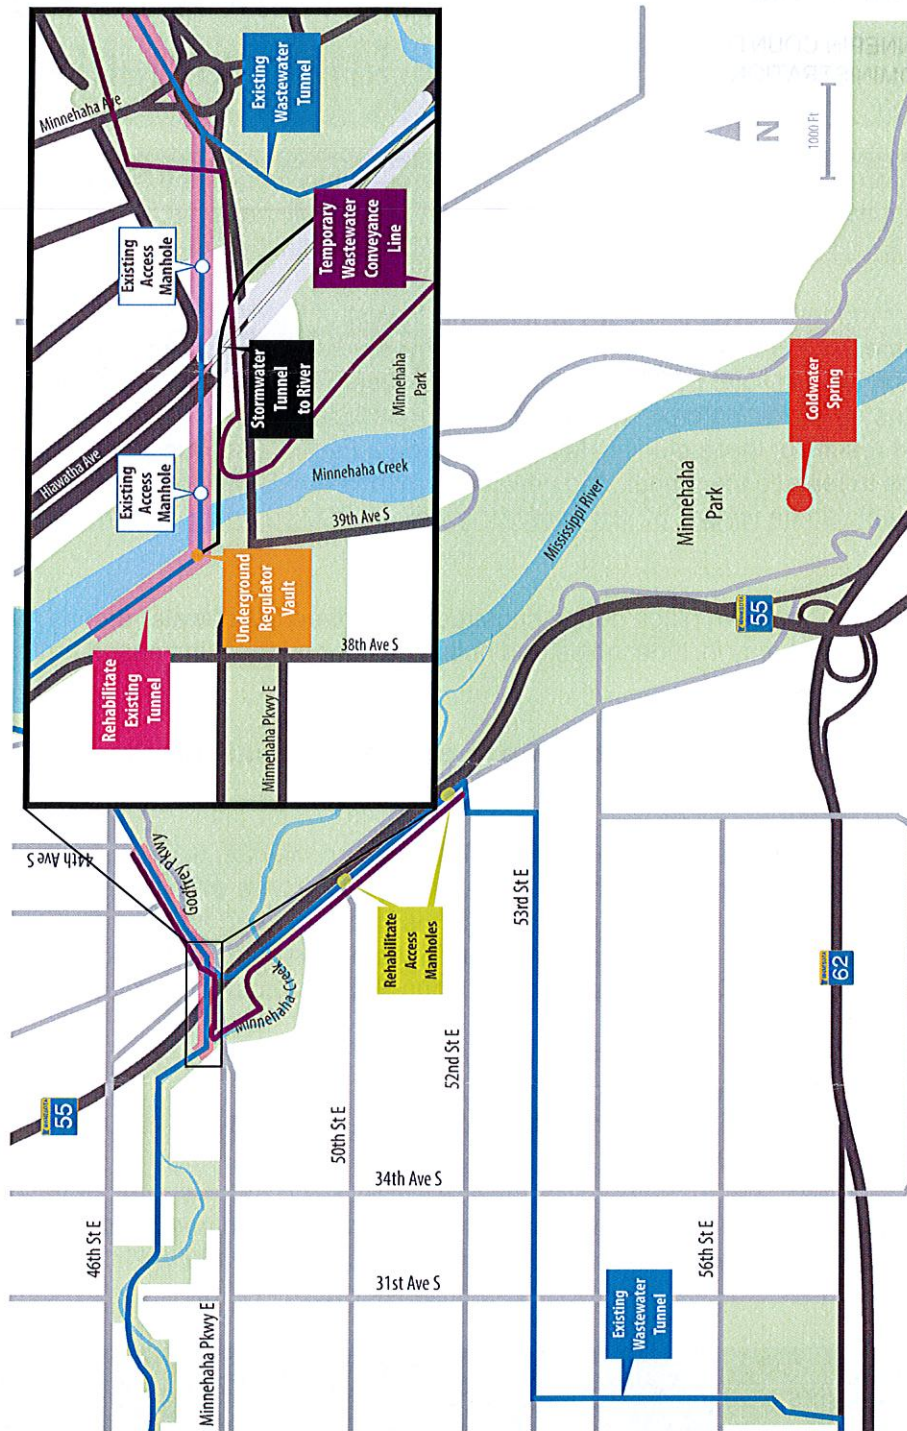 Minnehaha Ave
Existing
Wastewater
Tunnel
Existing
Access
Manhole
Temporary
Wastewater
Conveyance
Line
Hiawatha Ave
Stormwater
Tunnel
to River
Minnehaha
Park
Existing
Access
Manhole
Minnehaha Creek
39th Ave S
Underground
Regulator
Vault
Rehabilitate
Existing
Tunnel
38th Ave S
Minnehaha Pkwy E
N
1000 Ft
Coldwater
Spring
Mississippi River
Minnehaha
Park
MINNESOTA
55
44th Ave S
Godfrey Pkwy
Rehabilitate
Access
Manholes
53rd St E
Minnehaha Creek
MINNESOTA
62
52nd St E
MINNESOTA
55
50th St E
34th Ave S
46th St E
56th St E
31st Ave S
Existing
Wastewater
Tunnel
Minnehaha Pkwy E